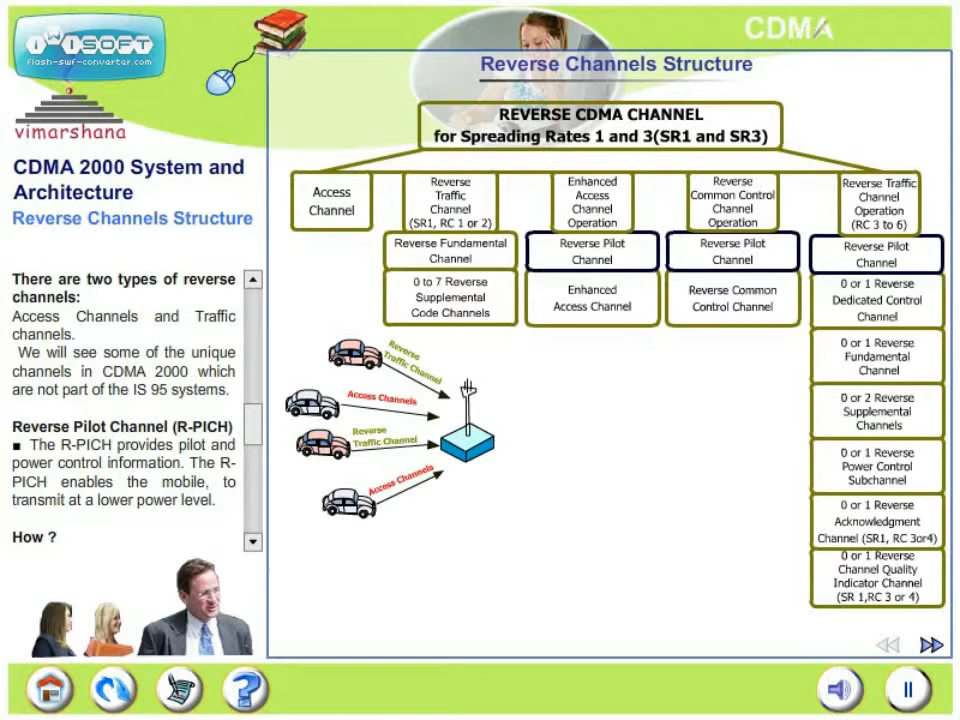 iWiSOFT
flash-swf-converter.com
vimarshana
CDMA
CDMA 2000 System and
Architecture
Reverse Channels Structure
There are two types of reverse
channels:
Access Channels and Traffic
channels.
We will see some of the unique
channels in CDMA 2000 which
are not part of the IS 95 systems.
Reverse Pilot Channel (R-PICH)
■ The R-PICH provides pilot and
power control information. The R-
PICH enables the mobile, to
transmit at a lower power level.
How ?
Reverse Channels Structure
REVERSE CDMA CHANNEL
for Spreading Rates 1 and 3(SR1 and SR3)
Access
Channel
Reverse
Traffic
Channel
(SR1, RC 1 or 2)
Reverse Fundamental
Channel
0 to 7 Reverse
Supplemental
Code Channels
Enhanced
Access
Channel
Operation
Reverse Pilot
Channel
Enhanced
Access Channel
Reverse
Common Control
Channel
Operation
Reverse Pilot
Channel
Reverse Common
Control Channel
Reverse Traffic
Channel
Operation
(RC 3 to 6)
Reverse Pilot
Channel
0 or 1 Reverse
Dedicated Control
Channel
0 or 1 Reverse
Fundamental
Channel
0 or 2 Reverse
Supplemental
Channels
0 or 1 Reverse
Power Control
Subchannel
0 or 1 Reverse
Acknowledgment
Channel (SR1, RC 3or4)
0 or 1 Reverse
Channel Quality
Indicator Channel
(SR 1,RC 3 or 4)
Reverse
Traffic Channel
Access Channels
Reverse
Traffic Channel
Access Channels